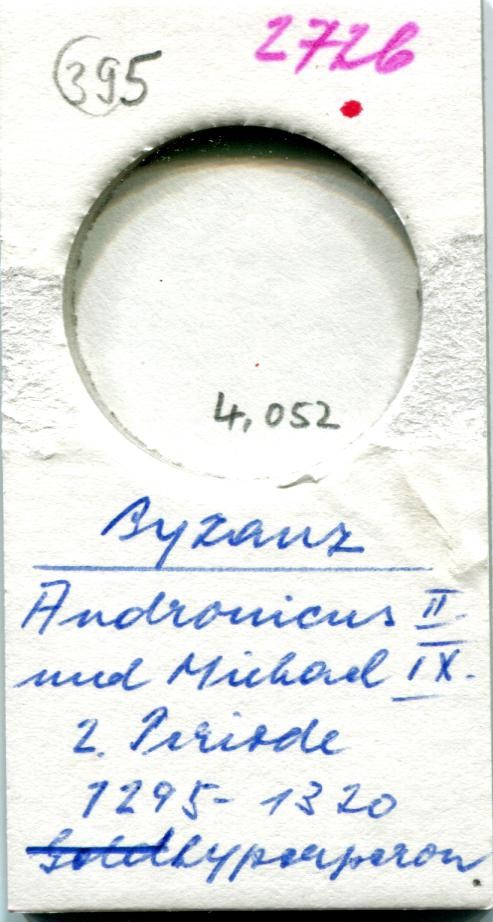 395 2726
4,052
Byzanz
Andronicus II.
und Michael IX.
2. Periode
1295 - 1320
Goldhyperperon